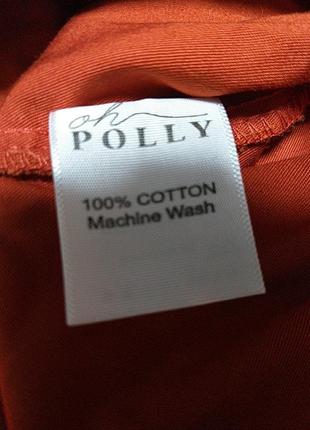 oh
POLLY
100% COTTON
Machine Wash